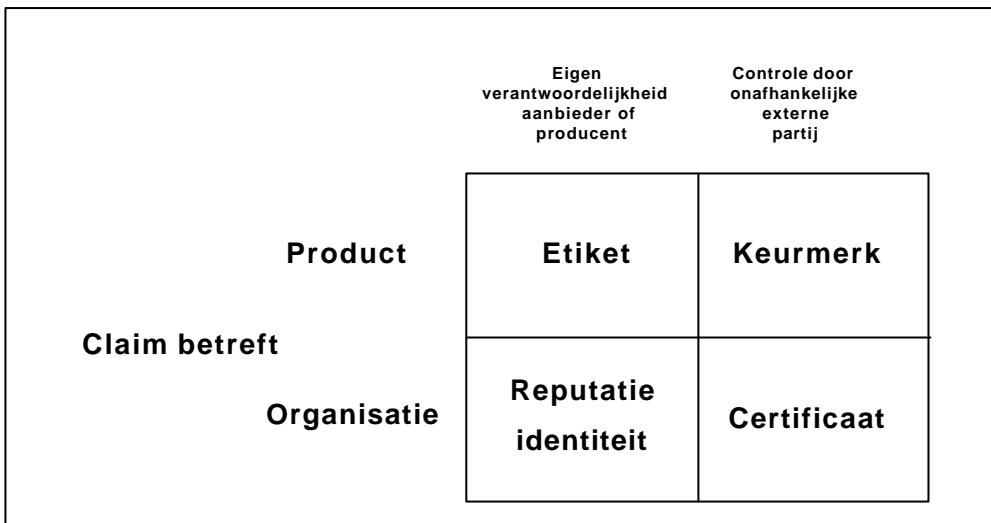 Eigen
verantwoordelijkheid
aanbieder of
producent
Controle door
onafhankelijke
externe
partij
Product
Etiket
Keurmerk
Claim betreft
Organisatie
Reputatie
identiteit
Certificaat